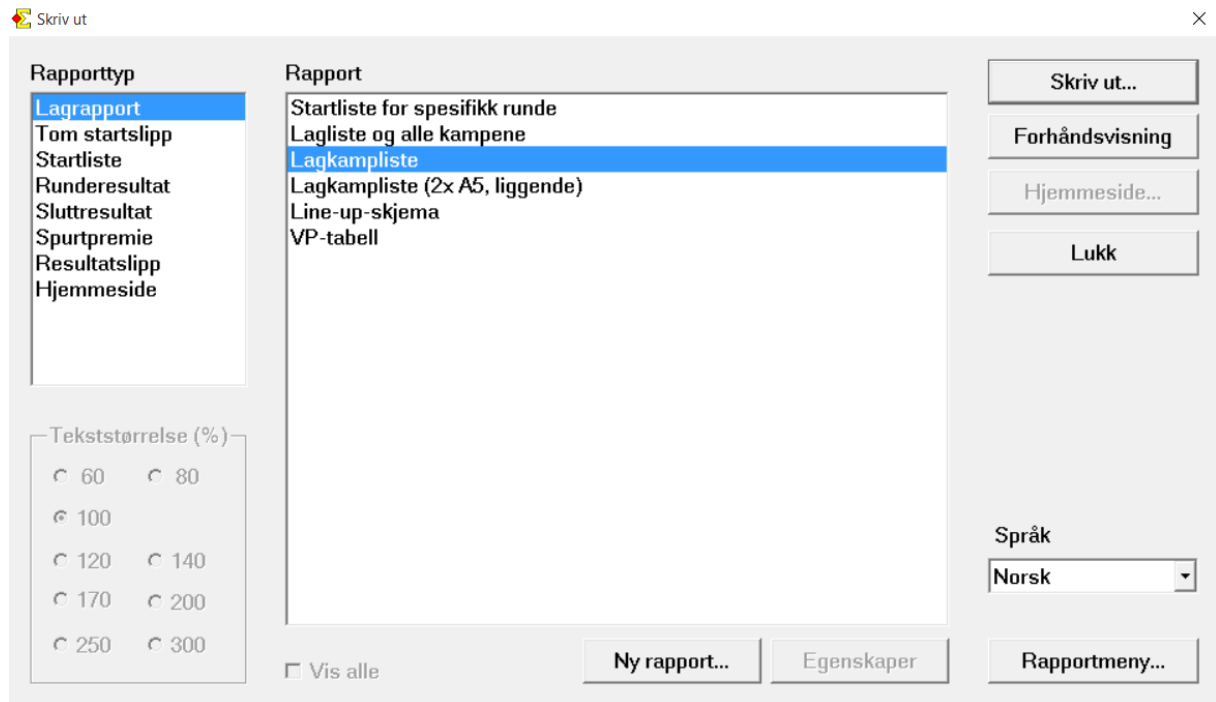 Skriv ut
Rapporttyp
Lagrapport
Tom startslipp
Startliste
Runderesultat
Sluttresultat
Spurtpremie
Resultatslipp
Hjemmeside
Tekststørrelse (%)
60 80
100
120 140
170 200
250 300
Rapport
Startliste for spesifikk runde
Lagliste og alle kampene
Lagkampliste
Lagkampliste (2x A5, liggende)
Line-up-skjema
VP-tabell
Vis alle
Ny rapport...
Egenskaper
Skriv ut...
Forhåndsvisning
Hjemmeside...
Lukk
Språk
Norsk
Rapportmeny...